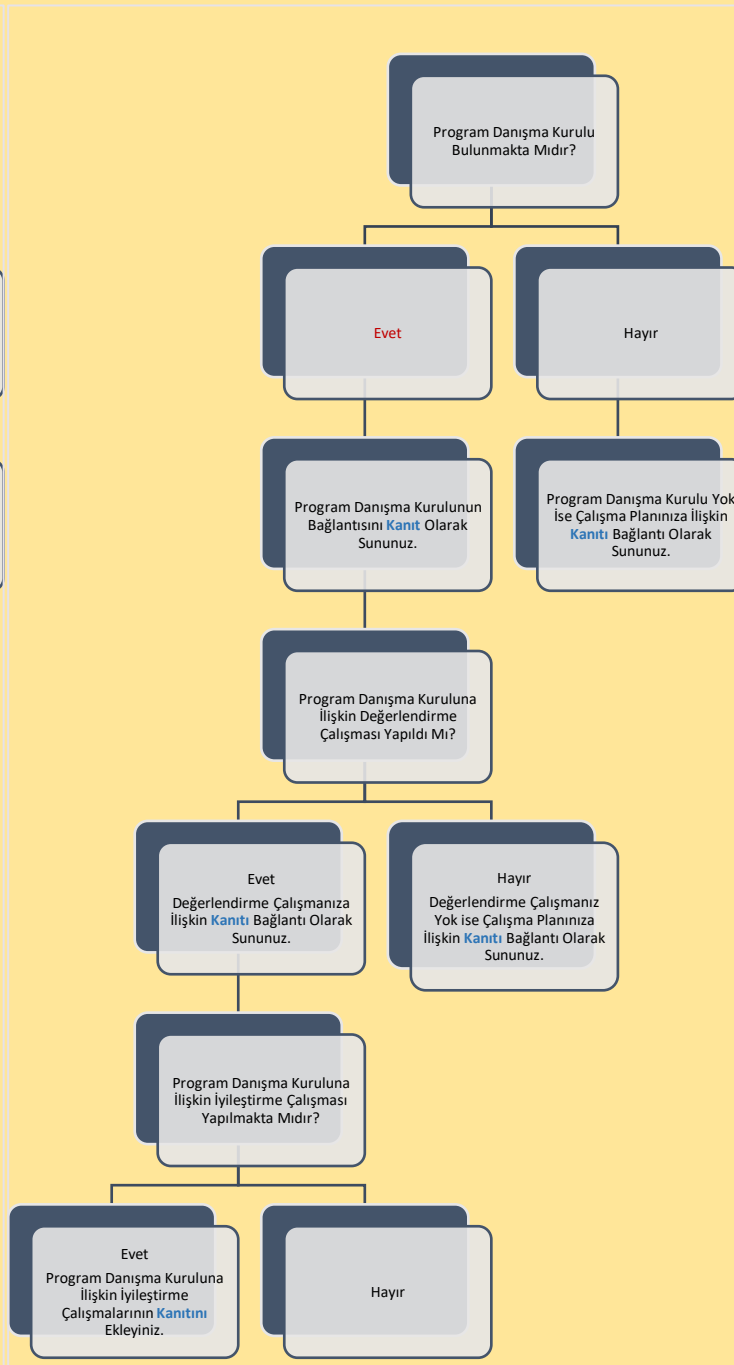 Program Danışma Kurulu
Bulunmakta Mıdır?
Evet
Hayır
Program Danışma Kurulunun
Bağlantısını Kanıt Olarak
Sununuz.
Program Danışma Kurulu Yok
İse Çalışma Planınıza İlişkin
Kanıtı Bağlantı Olarak
Sununuz.
Program Danışma Kuruluna
İlişkin Değerlendirme
Çalışması Yapıldı Mı?
Evet
Değerlendirme Çalışmanıza
İlişkin Kanıtı Bağlantı Olarak
Sununuz.
Hayır
Değerlendirme Çalışmanız
Yok ise Çalışma Planınıza
İlişkin Kanıtı Bağlantı Olarak
Sununuz.
Program Danışma Kuruluna
İlişkin İyileştirme Çalışması
Yapılmakta Mıdır?
Evet
Program Danışma Kuruluna
İlişkin İyileştirme
Çalışmalarının Kanıtını
Ekleyiniz.
Hayır